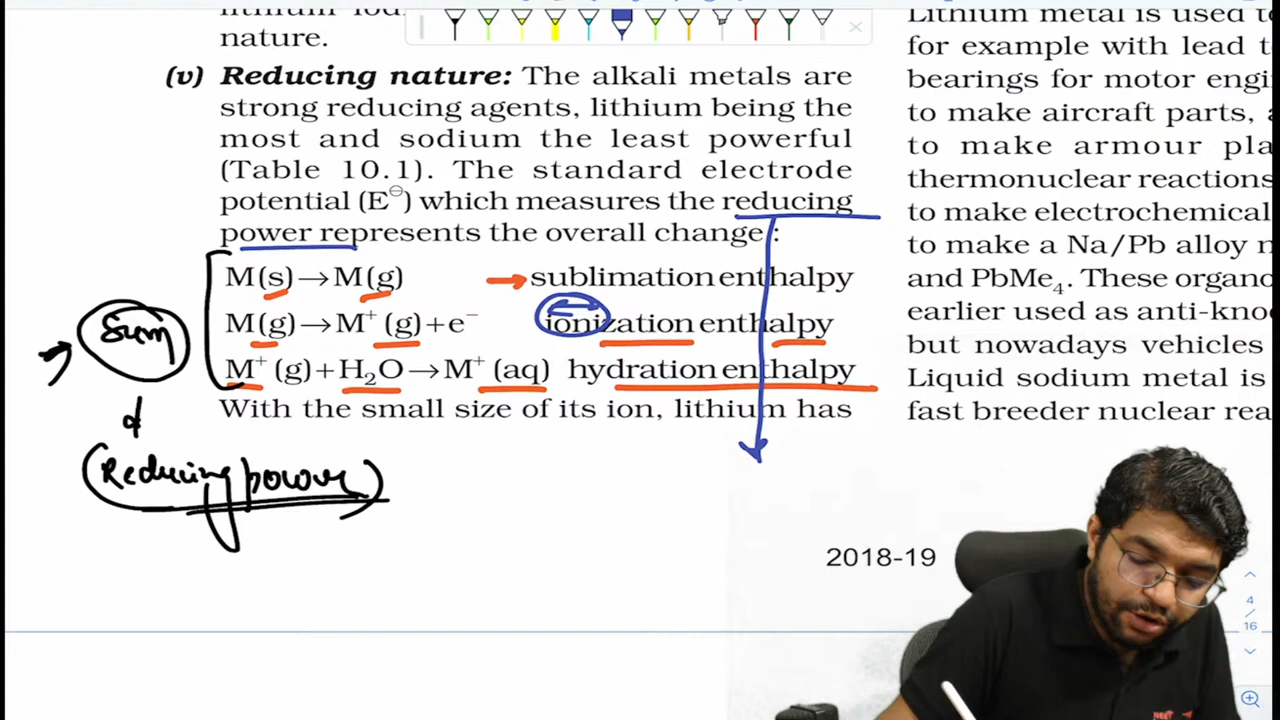 lithium iod
nature.
(v) Reducing nature: The alkali metals are
strong reducing agents, lithium being the
most and sodium the least powerful
(Table 10.1). The standard electrode
potential (E⊖) which measures the reducing
power represents the overall change :
M(s)→M(g) sublimation enthalpy
M(g)→M⁺(g)+e⁻ ionization enthalpy
M⁺(g)+H₂O→M⁺(aq) hydration enthalpy
With the small size of its ion, lithium has
Sum
(Reducing power)
Lithium metal is used to
for example with lead t
bearings for motor engi
to make aircraft parts, a
to make armour pla
thermonuclear reactions
to make electrochemical
to make a Na/Pb alloy n
and PbMe₄. These organo
earlier used as anti-kno
but nowadays vehicles
Liquid sodium metal is
fast breeder nuclear rea
2018-19
4
/
16